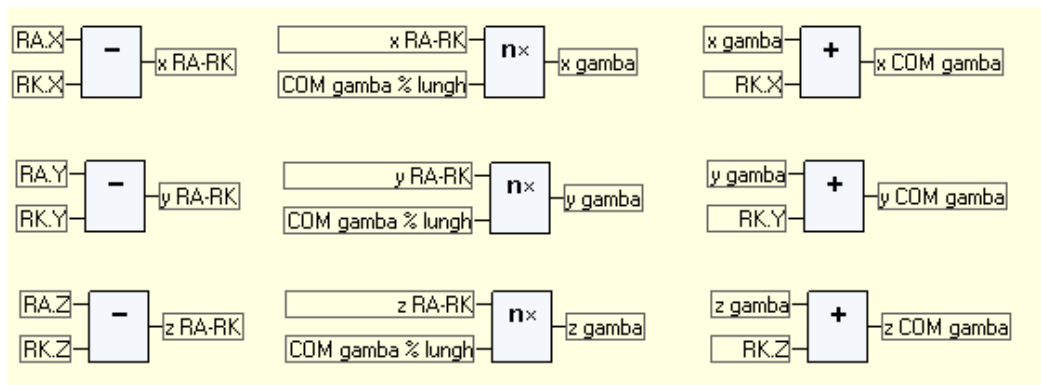 RA.X − x RA-RK x RA-RK n× x gamba x gamba + x COM gamba
RK.X COM gamba % lungh RK.X
RA.Y − y RA-RK y RA-RK n× y gamba y gamba + y COM gamba
RK.Y COM gamba % lungh RK.Y
RA.Z − z RA-RK z RA-RK n× z gamba z gamba + z COM gamba
RK.Z COM gamba % lungh RK.Z